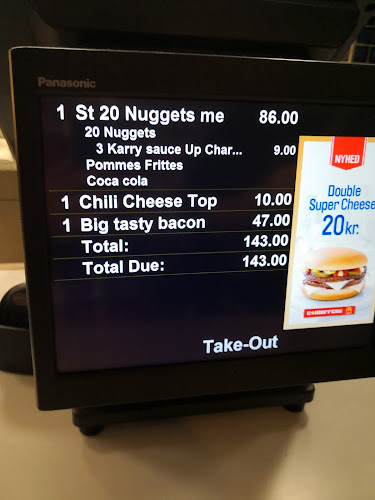 Panasonic
1 St 20 Nuggets me 86.00
20 Nuggets
3 Karry sauce Up Char... 9.00
Pommes Frittes
Coca cola
1 Chili Cheese Top 10.00
1 Big tasty bacon 47.00
Total: 143.00
Total Due: 143.00
Take-Out
NYHED
Double
Super Cheese
20 kr.